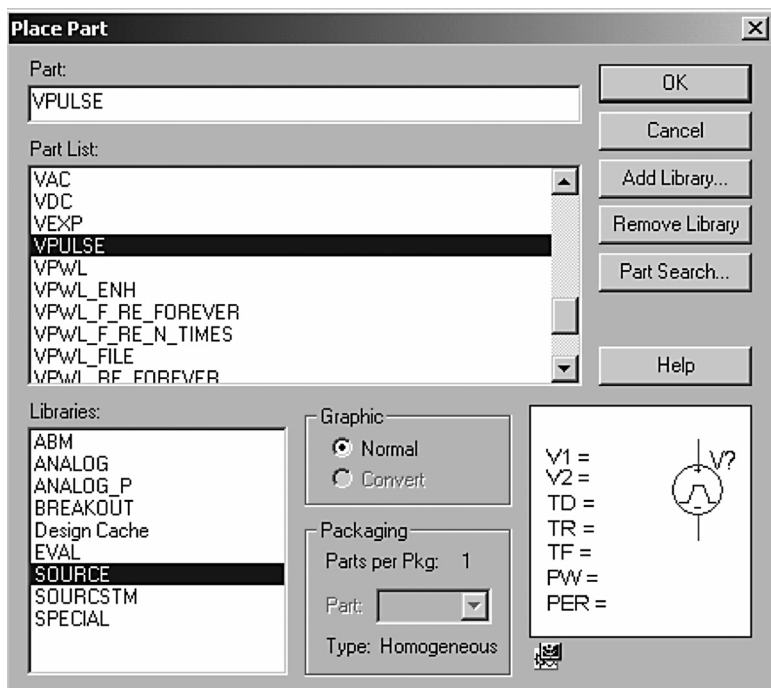 Place Part
Part:
VPULSE
OK
Cancel
Part List:
VAC
VDC
VEXP
VPULSE
VPWL
VPWL_ENH
VPWL_F_RE_FOREVER
VPWL_F_RE_N_TIMES
VPWL_FILE
VPWL_RE_FOREVER
Add Library...
Remove Library
Part Search...
Help
Libraries:
ABM
ANALOG
ANALOG_P
BREAKOUT
Design Cache
EVAL
SOURCE
SOURCSTM
SPECIAL
Graphic
Normal
Convert
Packaging
Parts per Pkg: 1
Part:
Type: Homogeneous
V1 =
V2 =
TD =
TR =
TF =
PW =
PER =
V?